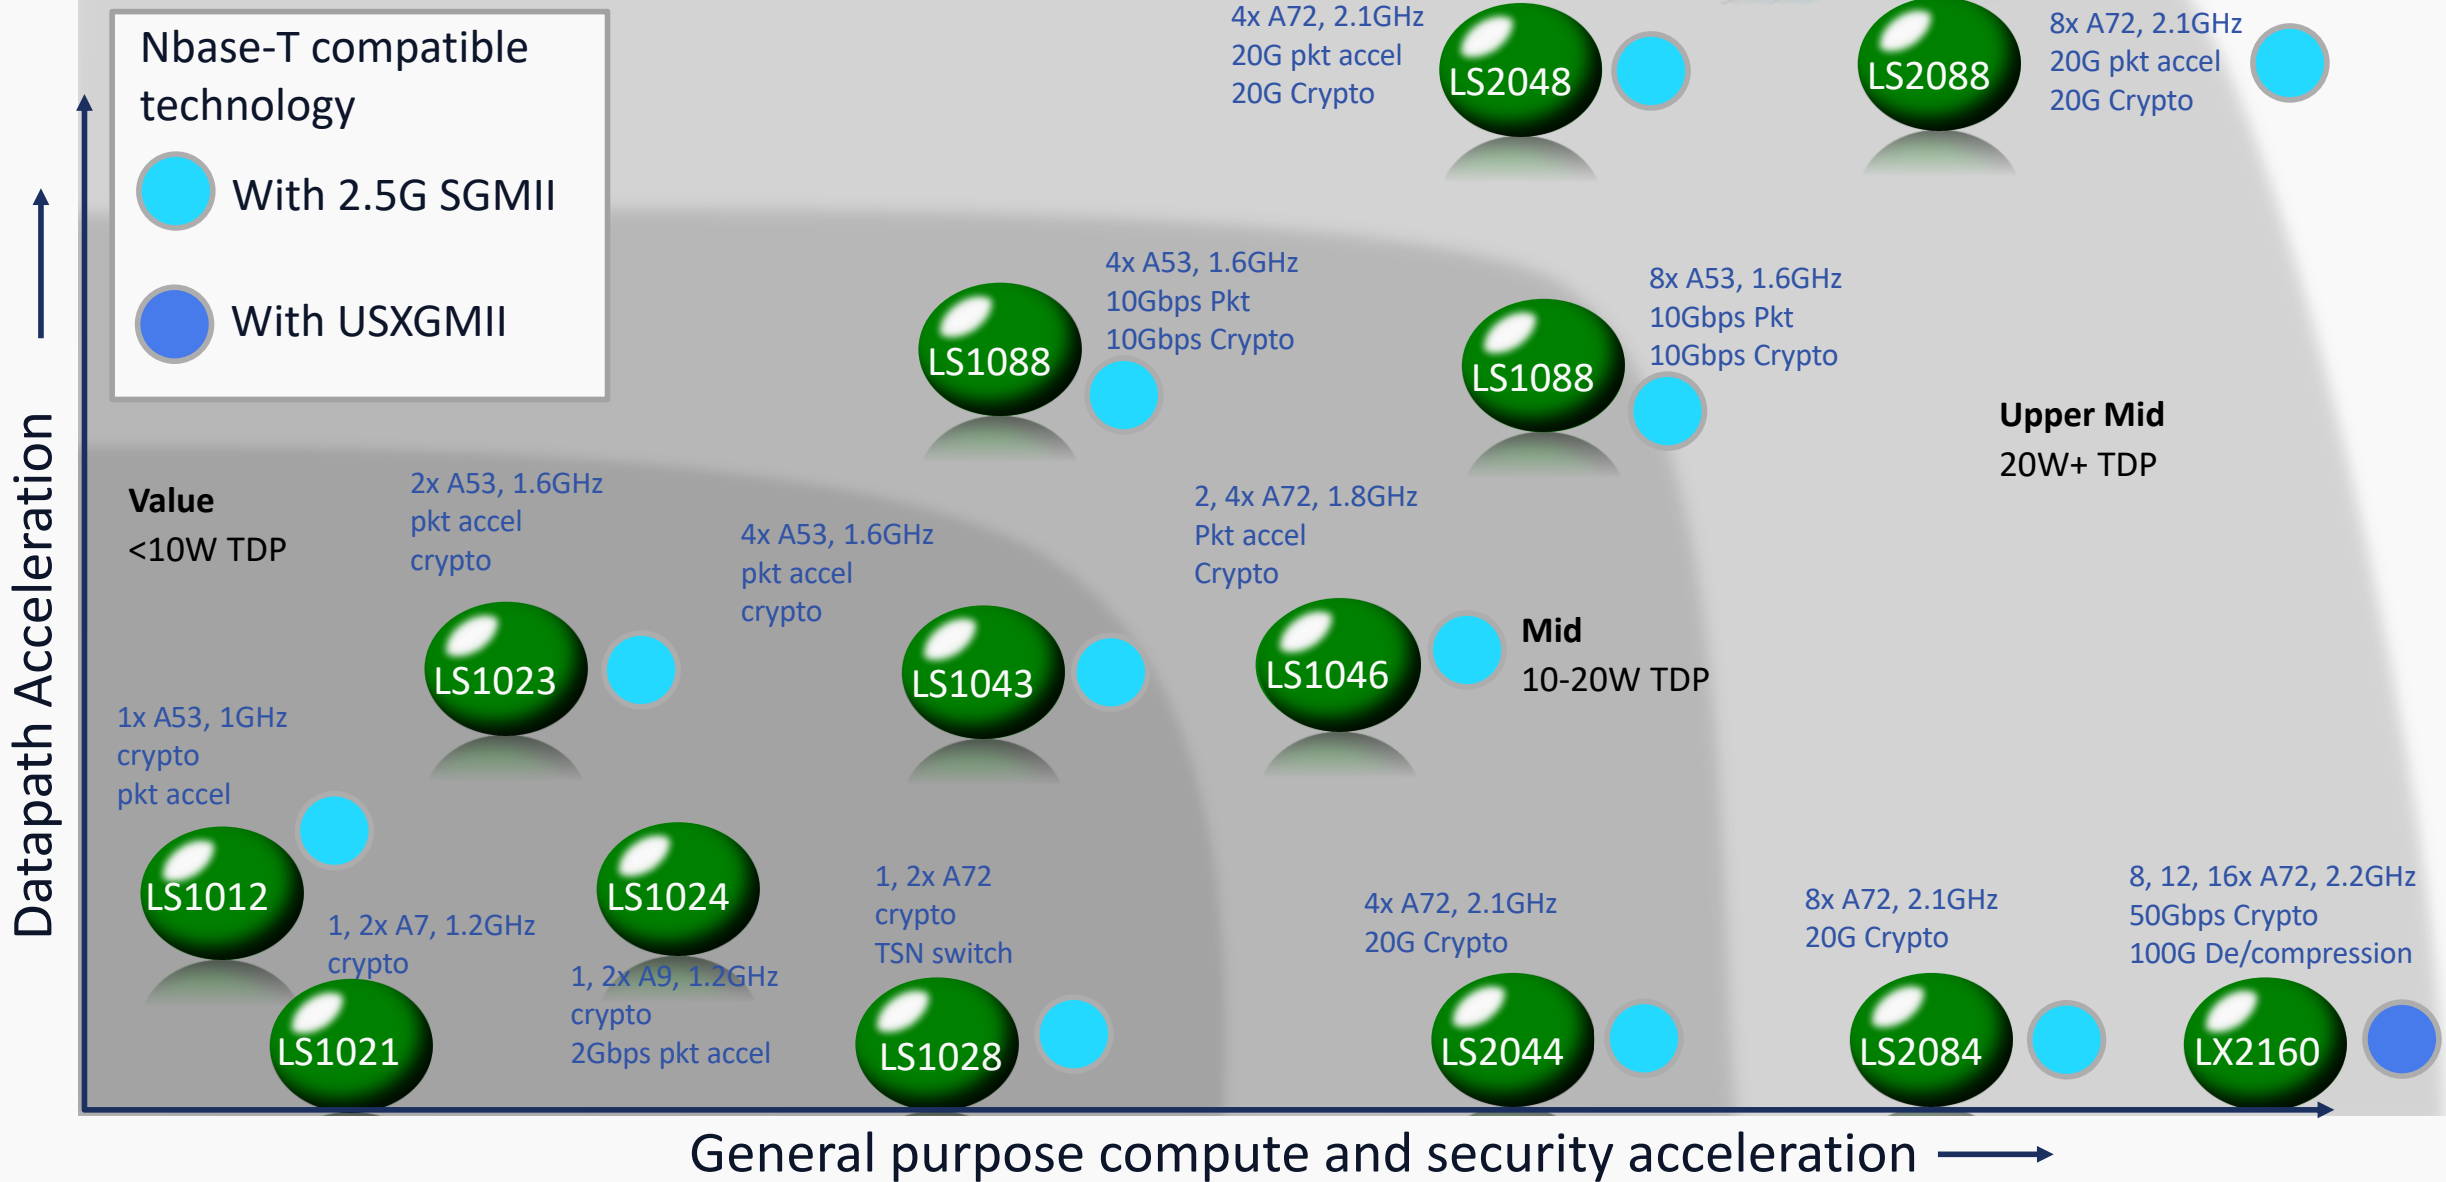 Nbase-T compatible
technology
With 2.5G SGMII
With USXGMII
4x A72, 2.1GHz
20G pkt accel
20G Crypto
LS2048
LS2088
8x A72, 2.1GHz
20G pkt accel
20G Crypto
LS1088
4x A53, 1.6GHz
10Gbps Pkt
10Gbps Crypto
LS1088
8x A53, 1.6GHz
10Gbps Pkt
10Gbps Crypto
Upper Mid
20W+ TDP
Value
<10W TDP
2x A53, 1.6GHz
pkt accel
crypto
LS1023
4x A53, 1.6GHz
pkt accel
crypto
LS1043
2, 4x A72, 1.8GHz
Pkt accel
Crypto
LS1046
Mid
10-20W TDP
1x A53, 1GHz
crypto
pkt accel
LS1012
1, 2x A7, 1.2GHz
crypto
LS1021
LS1024
1, 2x A9, 1.2GHz
crypto
2Gbps pkt accel
1, 2x A72
crypto
TSN switch
LS1028
4x A72, 2.1GHz
20G Crypto
LS2044
8x A72, 2.1GHz
20G Crypto
LS2084
8, 12, 16x A72, 2.2GHz
50Gbps Crypto
100G De/compression
LX2160
Datapath Acceleration
General purpose compute and security acceleration